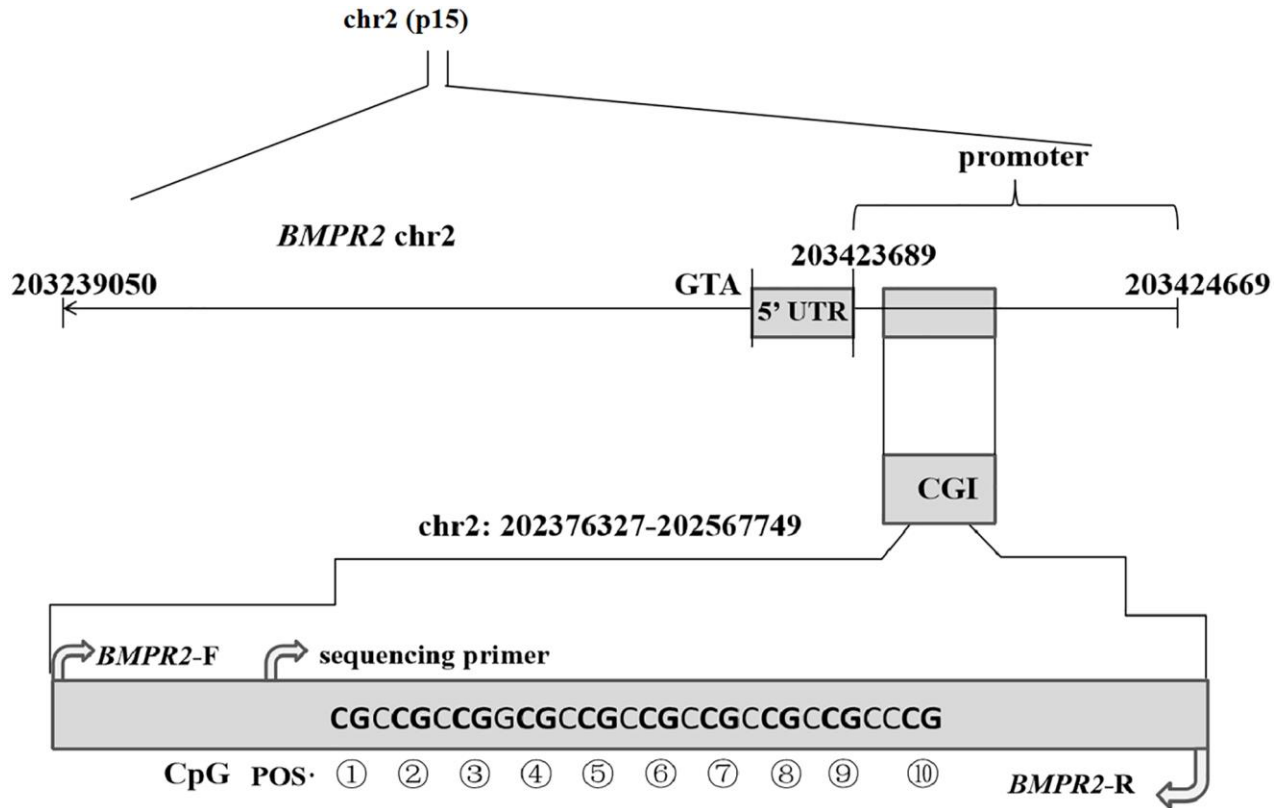 chr2 (p15)
promoter
BMPR2 chr2
203423689
203239050
GTA
203424669
5’ UTR
CGI
chr2: 202376327-202567749
BMPR2-F
sequencing primer
CGCCGCCGGCGCCGCCGCCGCCGCCGCCCG
CpG POS· ① ② ③ ④ ⑤ ⑥ ⑦ ⑧ ⑨ ⑩
BMPR2-R